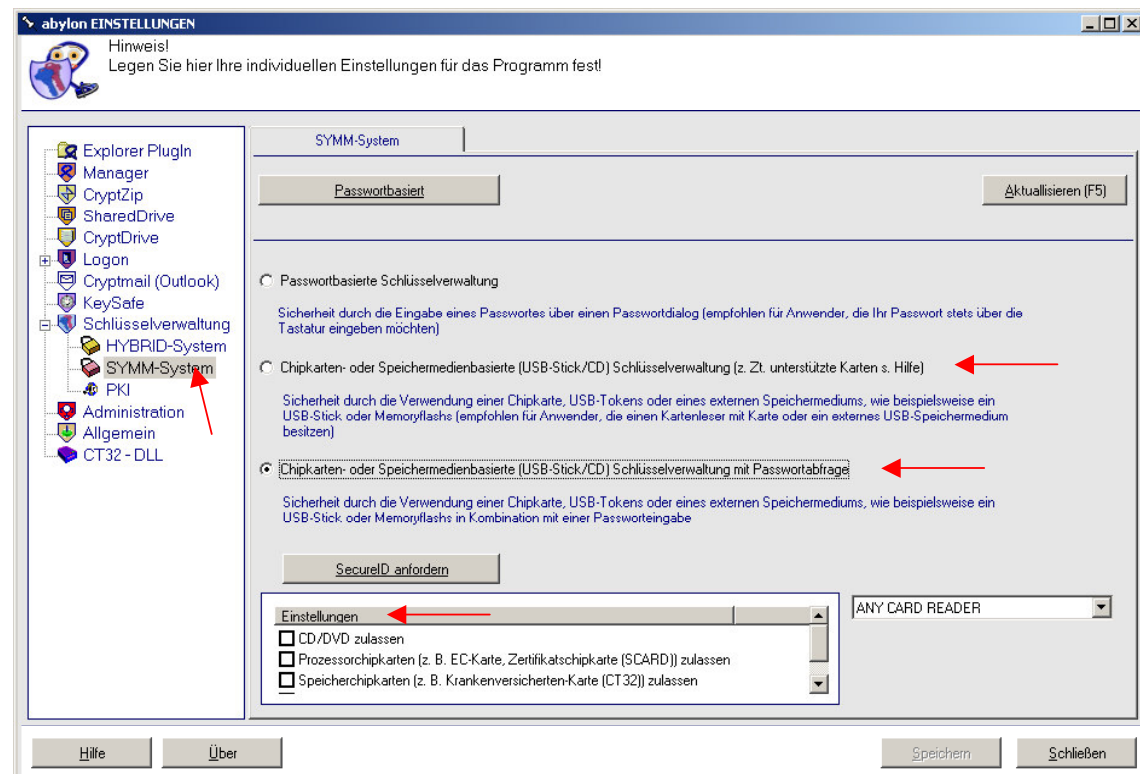 abylon EINSTELLUNGEN
Hinweis!
Legen Sie hier Ihre individuellen Einstellungen für das Programm fest!
Explorer PlugIn
Manager
CryptZip
SharedDrive
CryptDrive
Logon
Cryptmail (Outlook)
KeySafe
Schlüsselverwaltung
HYBRID-System
SYMM-System
PKI
Administration
Allgemein
CT32 - DLL
SYMM-System
Passwortbasiert
Aktuallisieren (F5)
Passwortbasierte Schlüsselverwaltung
Sicherheit durch die Eingabe eines Passwortes über einen Passwortdialog (empfohlen für Anwender, die Ihr Passwort stets über die
Tastatur eingeben möchten)
Chipkarten- oder Speichermedienbasierte (USB-Stick/CD) Schlüsselverwaltung (z. Zt. unterstützte Karten s. Hilfe)
Sicherheit durch die Verwendung einer Chipkarte, USB-Tokens oder eines externen Speichermediums, wie beispielsweise ein
USB-Stick oder Memoryflashs (empfohlen für Anwender, die einen Kartenleser mit Karte oder ein externes USB-Speichermedium
besitzen)
Chipkarten- oder Speichermedienbasierte (USB-Stick/CD) Schlüsselverwaltung mit Passwortabfrage
Sicherheit durch die Verwendung einer Chipkarte, USB-Tokens oder eines externen Speichermediums, wie beispielsweise ein
USB-Stick oder Memoryflashs in Kombination mit einer Passworteingabe
SecureID anfordern
Einstellungen
CD/DVD zulassen
Prozessorchipkarten (z. B. EC-Karte, Zertifikatschipkarte (SCARD)) zulassen
Speicherchipkarten (z. B. Krankenversicherten-Karte (CT32)) zulassen
ANY CARD READER
Hilfe
Über
Speichern
Schließen